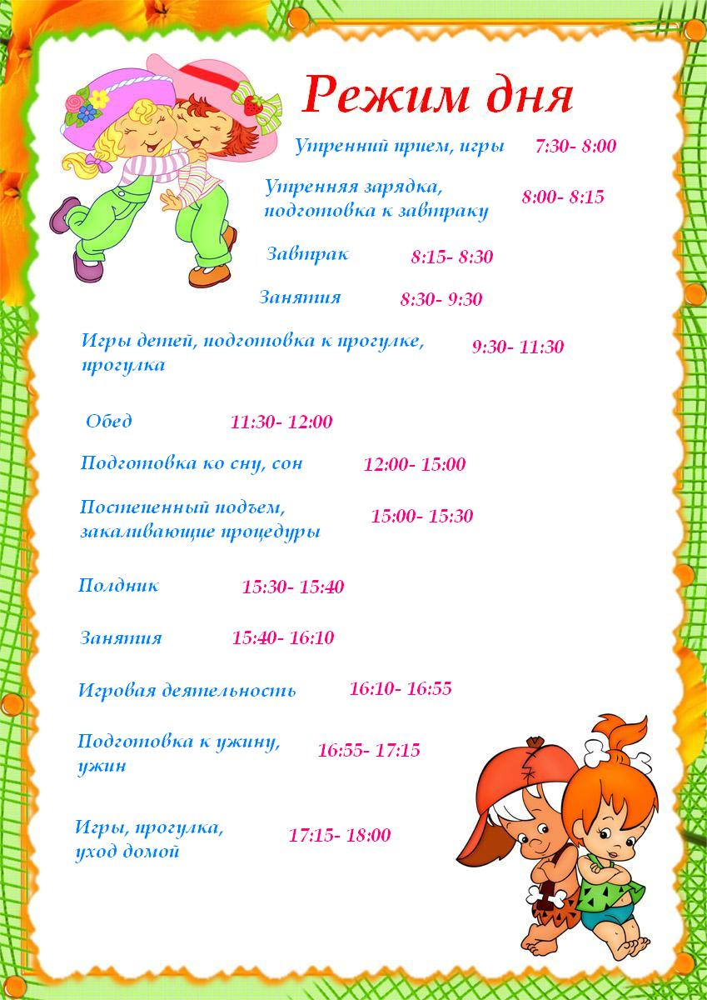 Режим дня
Утренний прием, игры 7:30- 8:00
Утренняя зарядка,
подготовка к завтраку 8:00- 8:15
Завтрак 8:15- 8:30
Занятия 8:30- 9:30
Игры детей, подготовка к прогулке, 9:30- 11:30
прогулка
Обед 11:30- 12:00
Подготовка ко сну, сон 12:00- 15:00
Постепенный подъем, 15:00- 15:30
закаливающие процедуры
Полдник 15:30- 15:40
Занятия 15:40- 16:10
Игровая деятельность 16:10- 16:55
Подготовка к ужину, 16:55- 17:15
ужин
Игры, прогулка, 17:15- 18:00
уход домой